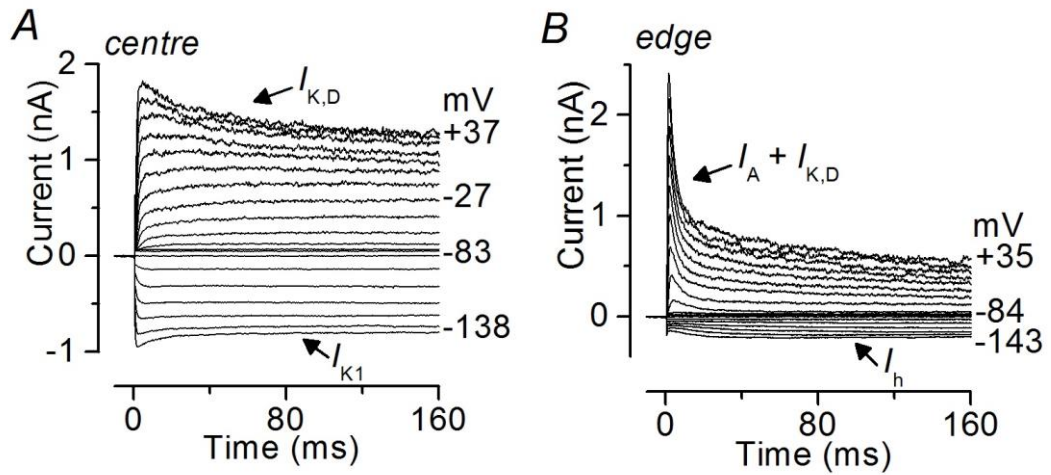 A
centre
2
1
0
-1
Current (nA)
I K,D
mV
+37
-27
-83
-138
I K1
0
80
160
Time (ms)
B
edge
2
1
0
Current (nA)
I A + I K,D
mV
+35
-84
-143
I h
0
80
160
Time (ms)